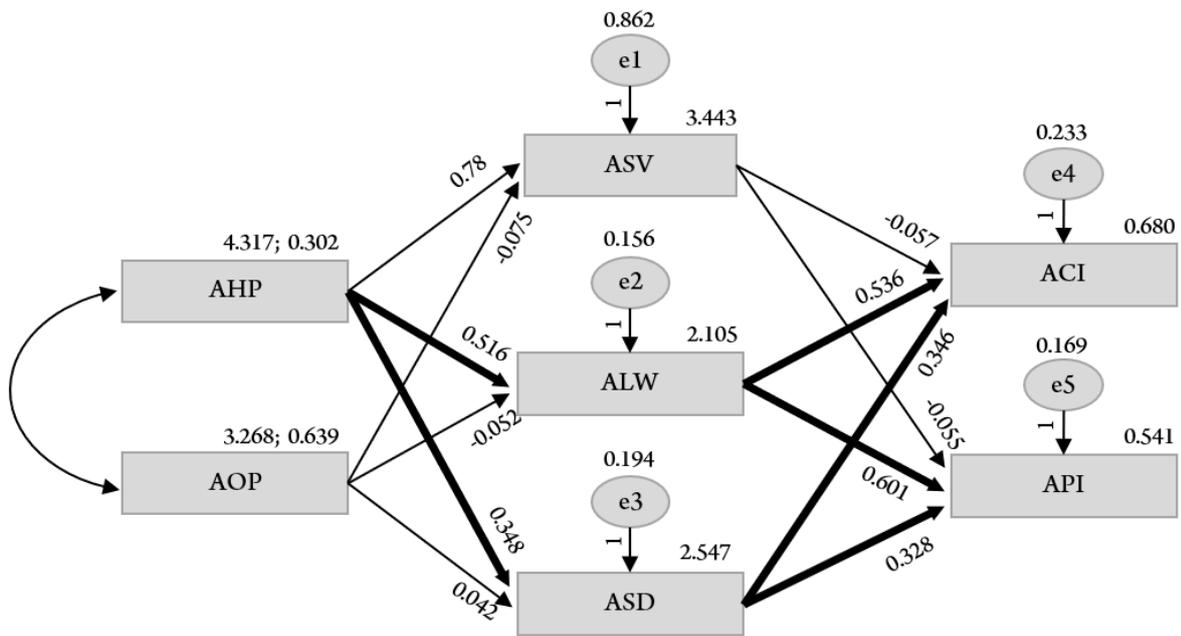 0.862
e1
1
3.443
ASV
0.233
e4
1
0.680
ACI
0.78
-0.075
-0.057
4.317; 0.302
AHP
0.156
e2
1
2.105
ALW
0.536
0.346
0.516
-0.052
0.169
e5
1
0.541
API
-0.055
0.601
3.268; 0.639
AOP
0.194
e3
1
2.547
ASD
0.348
0.042
0.328